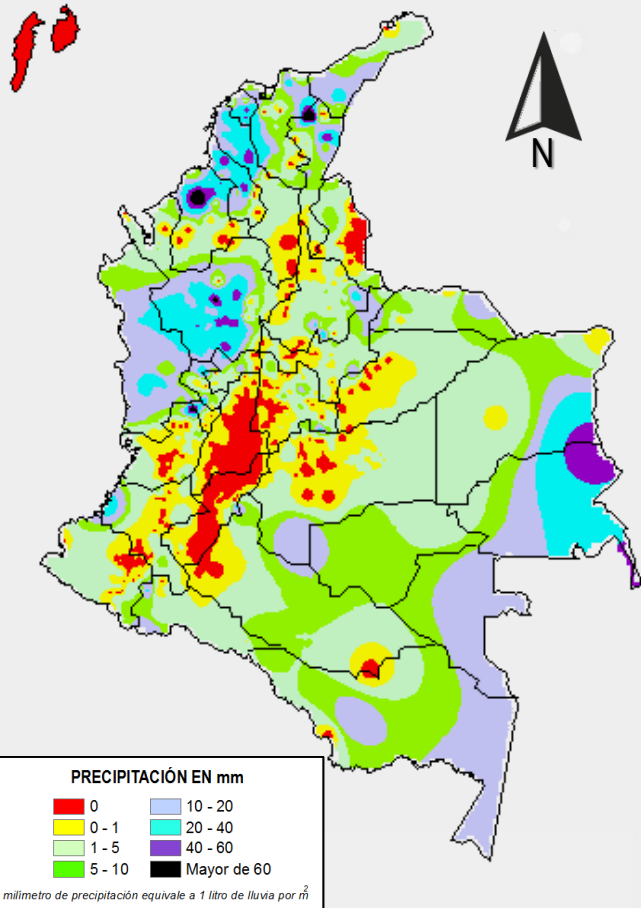 N
PRECIPITACIÓN EN mm
0
10 - 20
0 - 1
20 - 40
1 - 5
40 - 60
5 - 10
Mayor de 60
milimetro de precipitación equivale a 1 litro de lluvia por m²